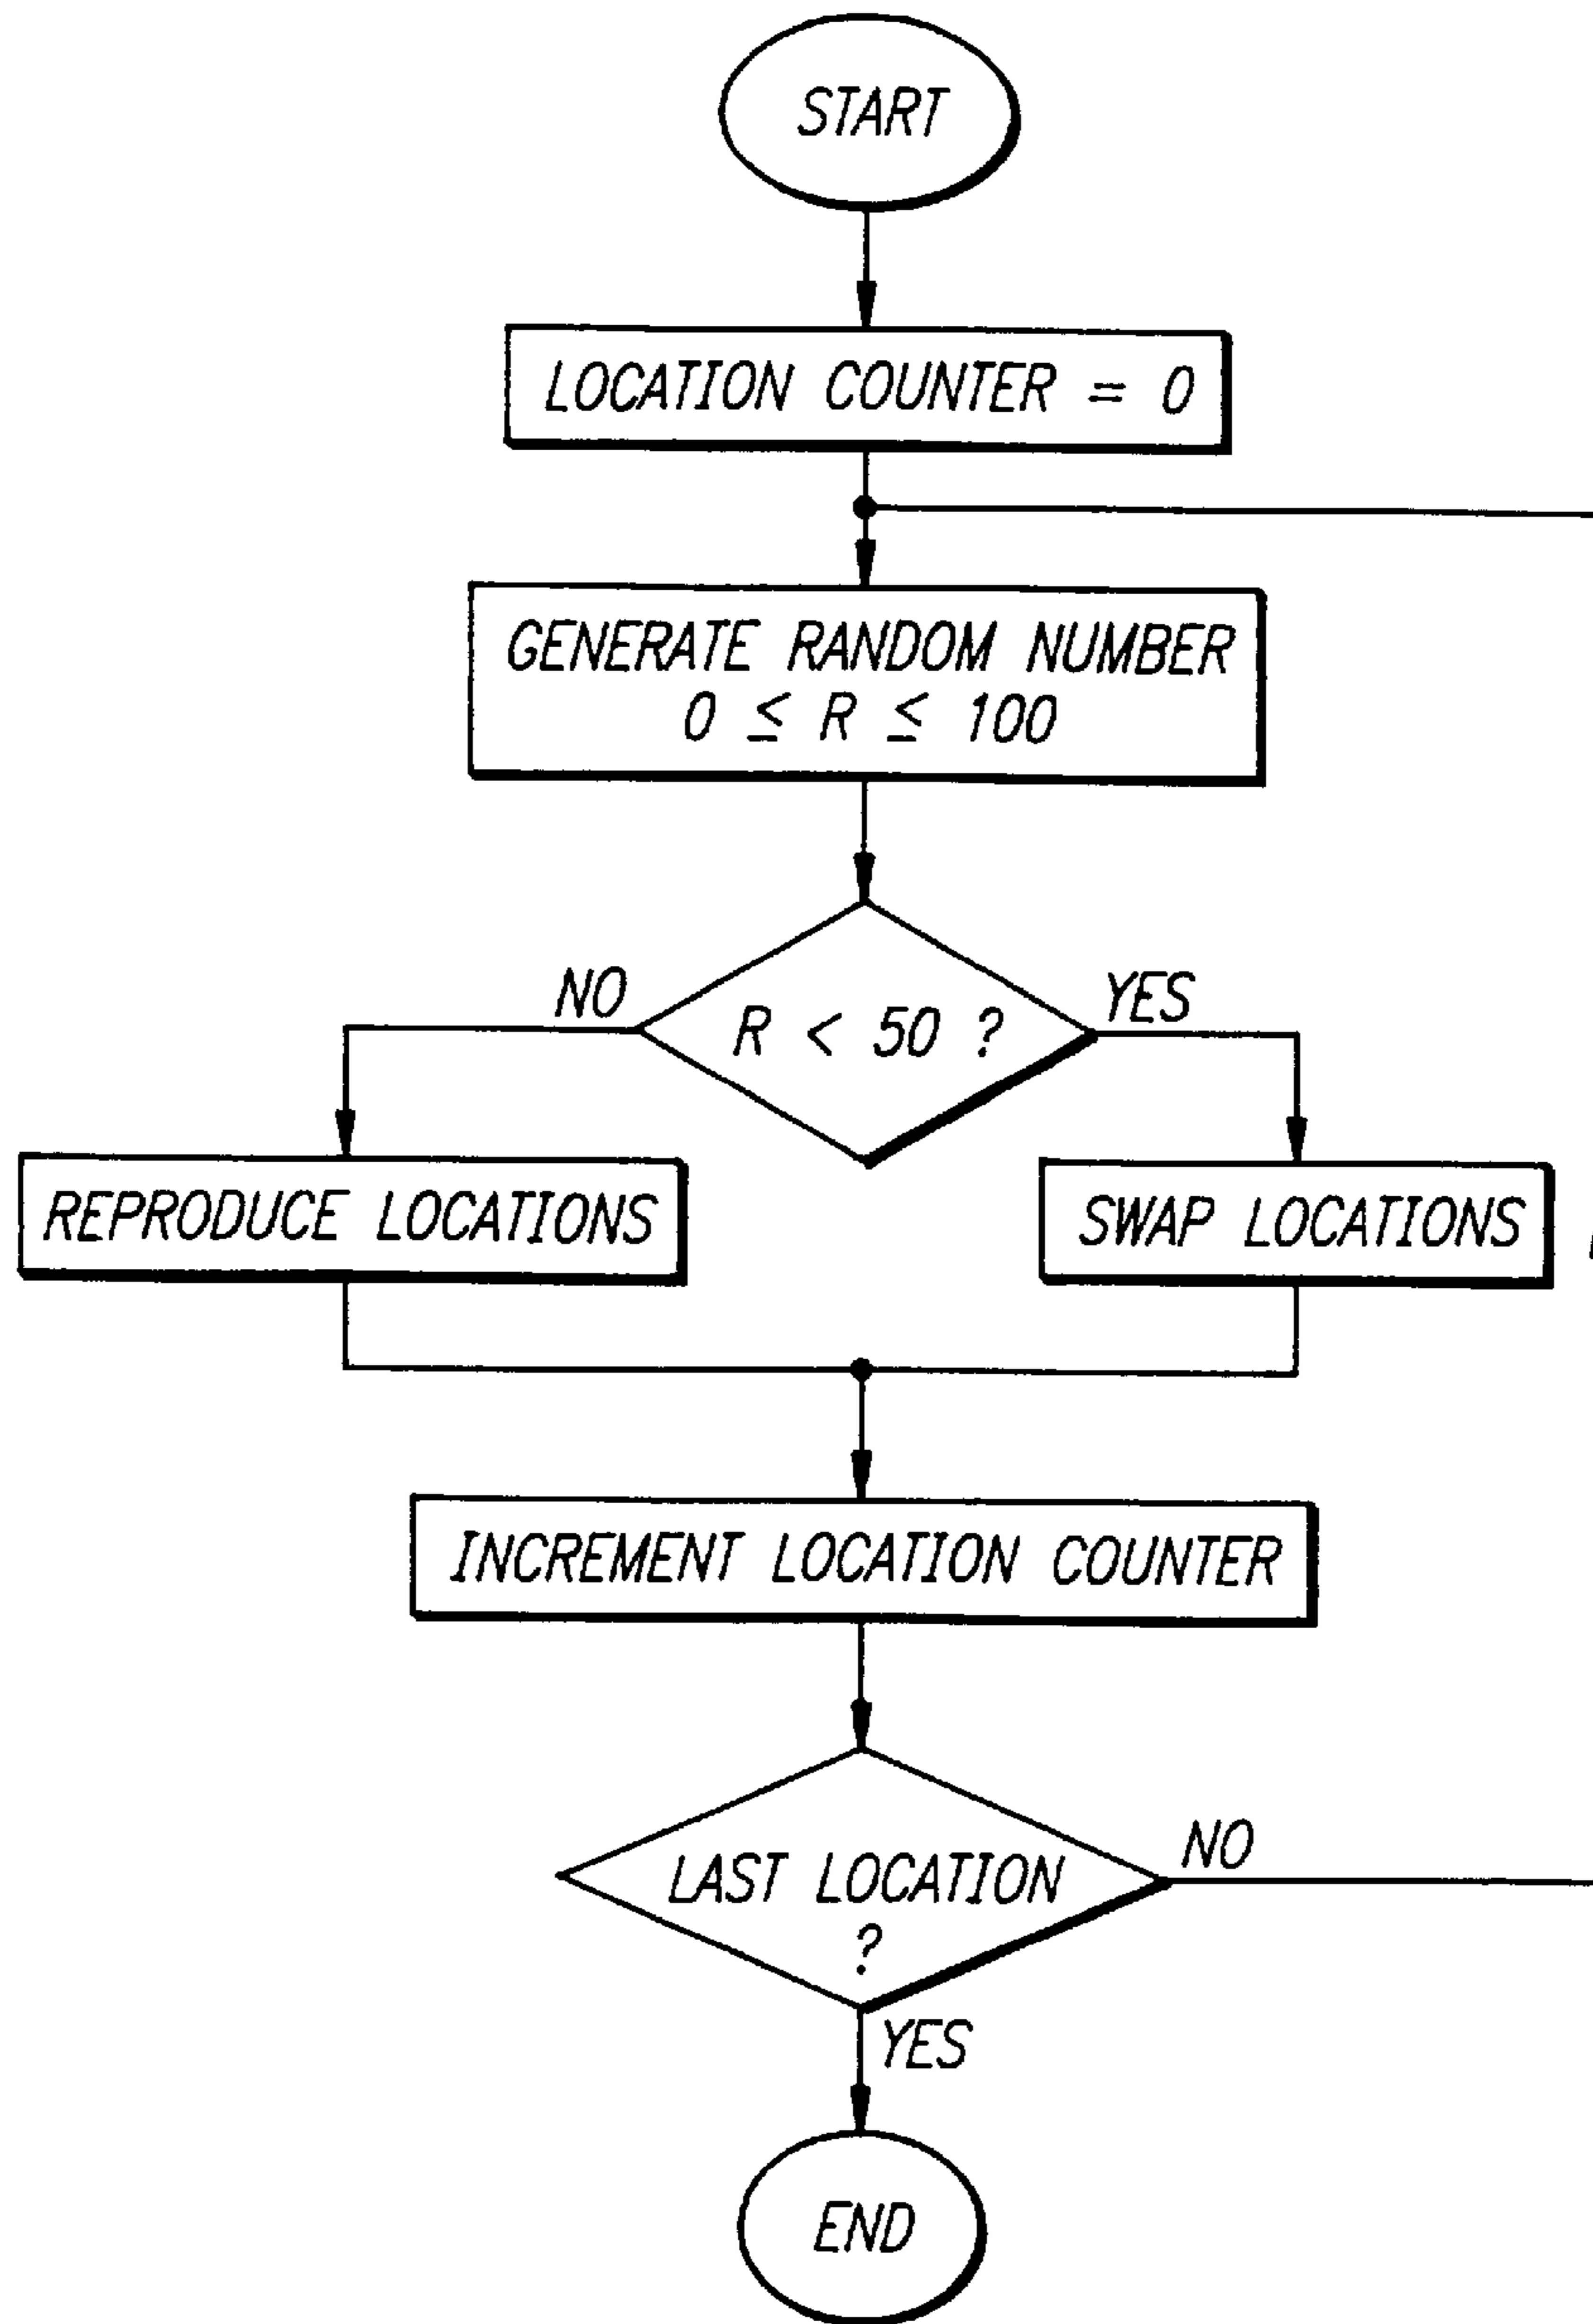 START
LOCATION COUNTER = 0
GENERATE RANDOM NUMBER
0 ≤ R ≤ 100
NO
YES
R < 50 ?
REPRODUCE LOCATIONS
SWAP LOCATIONS
INCREMENT LOCATION COUNTER
NO
LAST LOCATION
?
YES
END